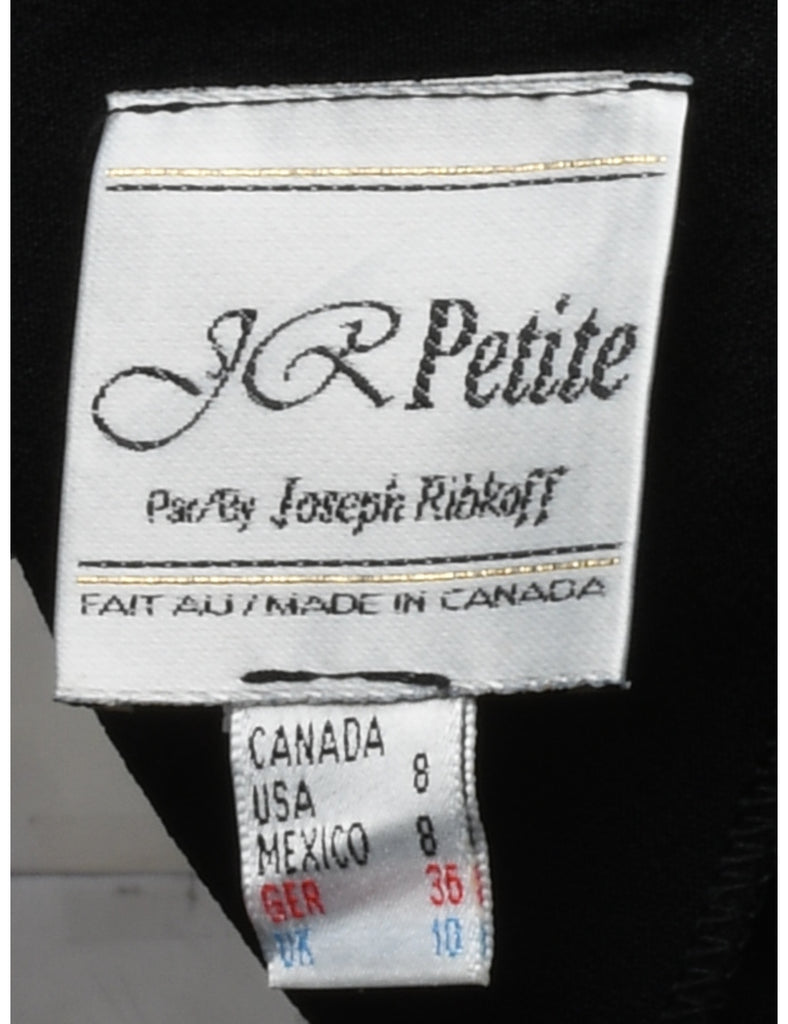 JR Petite
Par/By Joseph Ribkoff
FAIT AU / MADE IN CANADA
CANADA
USA 8
MEXICO 8
GER 36
UK 10